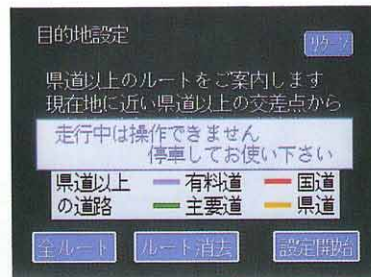 目的地設定
リターン
県道以上のルートをご案内します
現在地に近い県道以上の交差点から
走行中は操作できません
停車してお使い下さい
県道以上 有料道 国道
の道路 主要道 県道
全ルート ルート消去 設定開始